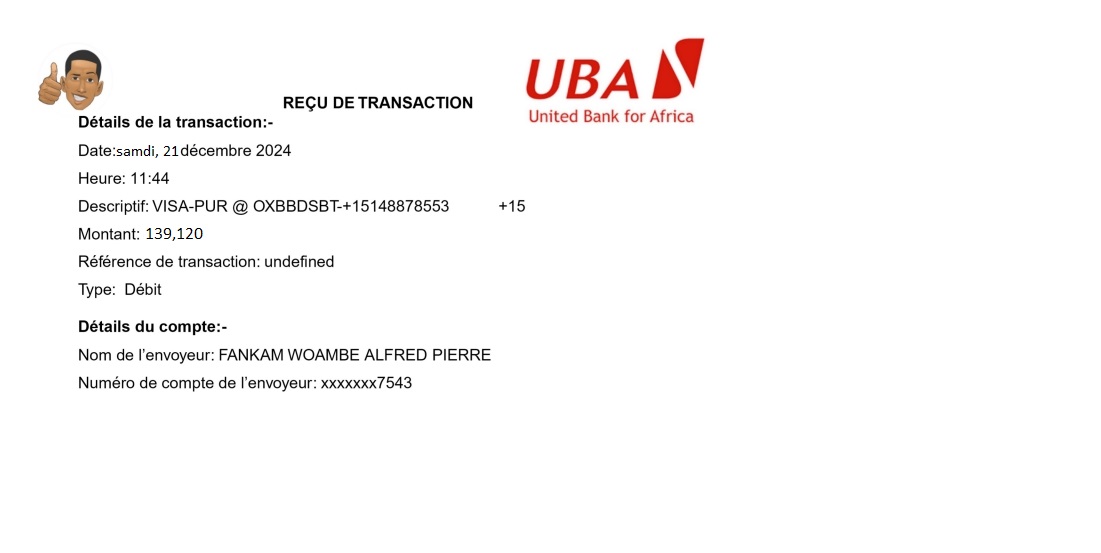 UBA
United Bank for Africa
REÇU DE TRANSACTION
Détails de la transaction:-
Date:samdi, 21décembre 2024
Heure: 11:44
Descriptif: VISA-PUR @ OXBBDSBT-+15148878553 +15
Montant: 139,120
Référence de transaction: undefined
Type: Débit
Détails du compte:-
Nom de l’envoyeur: FANKAM WOAMBE ALFRED PIERRE
Numéro de compte de l’envoyeur: xxxxxxx7543